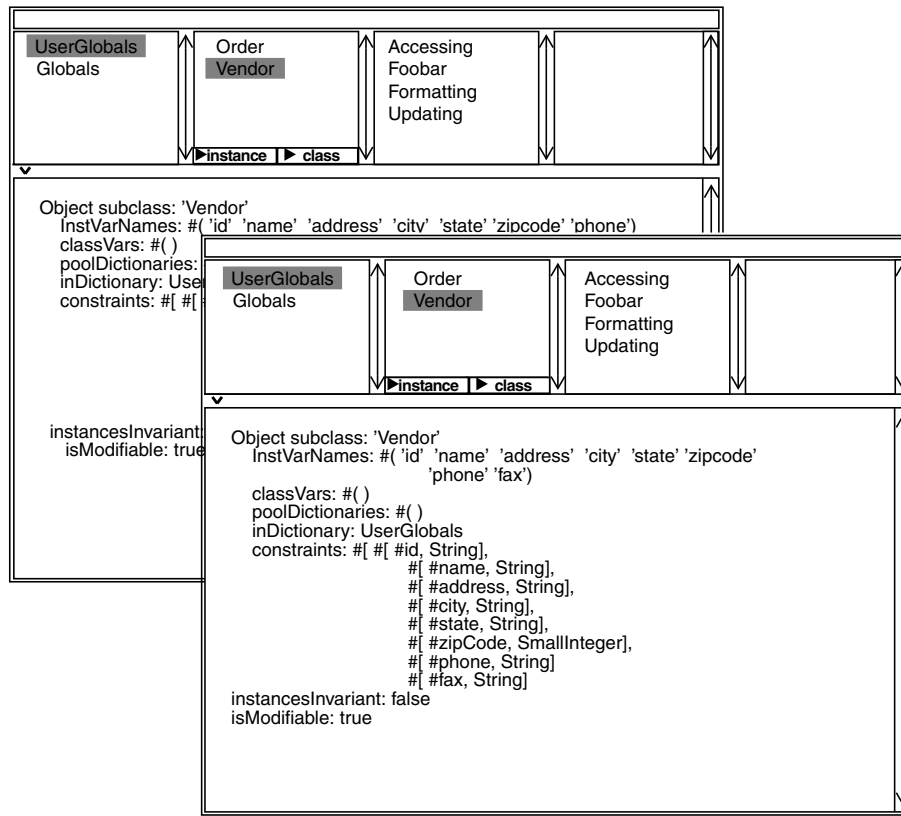 UserGlobals
Globals
Order
Vendor
instance class
Accessing
Foobar
Formatting
Updating
Object subclass: ’Vendor’
InstVarNames: #( ’id’ ’name’ ’address’ ’city’ ’state’ ’zipcode’ ’phone’)
classVars: #( )
poolDictionaries:
inDictionary:
constraints: #[ #[
instancesInvariant:
isModifiable: true
UserGlobals
Globals
Order
Vendor
instance class
Accessing
Foobar
Formatting
Updating
Object subclass: ’Vendor’
InstVarNames: #( ’id’ ’name’ ’address’ ’city’ ’state’ ’zipcode’
’phone’ ’fax’)
classVars: #( )
poolDictionaries: #( )
inDictionary: UserGlobals
constraints: #[ #[ #id, String],
#[ #name, String],
#[ #address, String],
#[ #city, String],
#[ #state, String],
#[ #zipCode, SmallInteger],
#[ #phone, String]
#[ #fax, String]
instancesInvariant: false
isModifiable: true